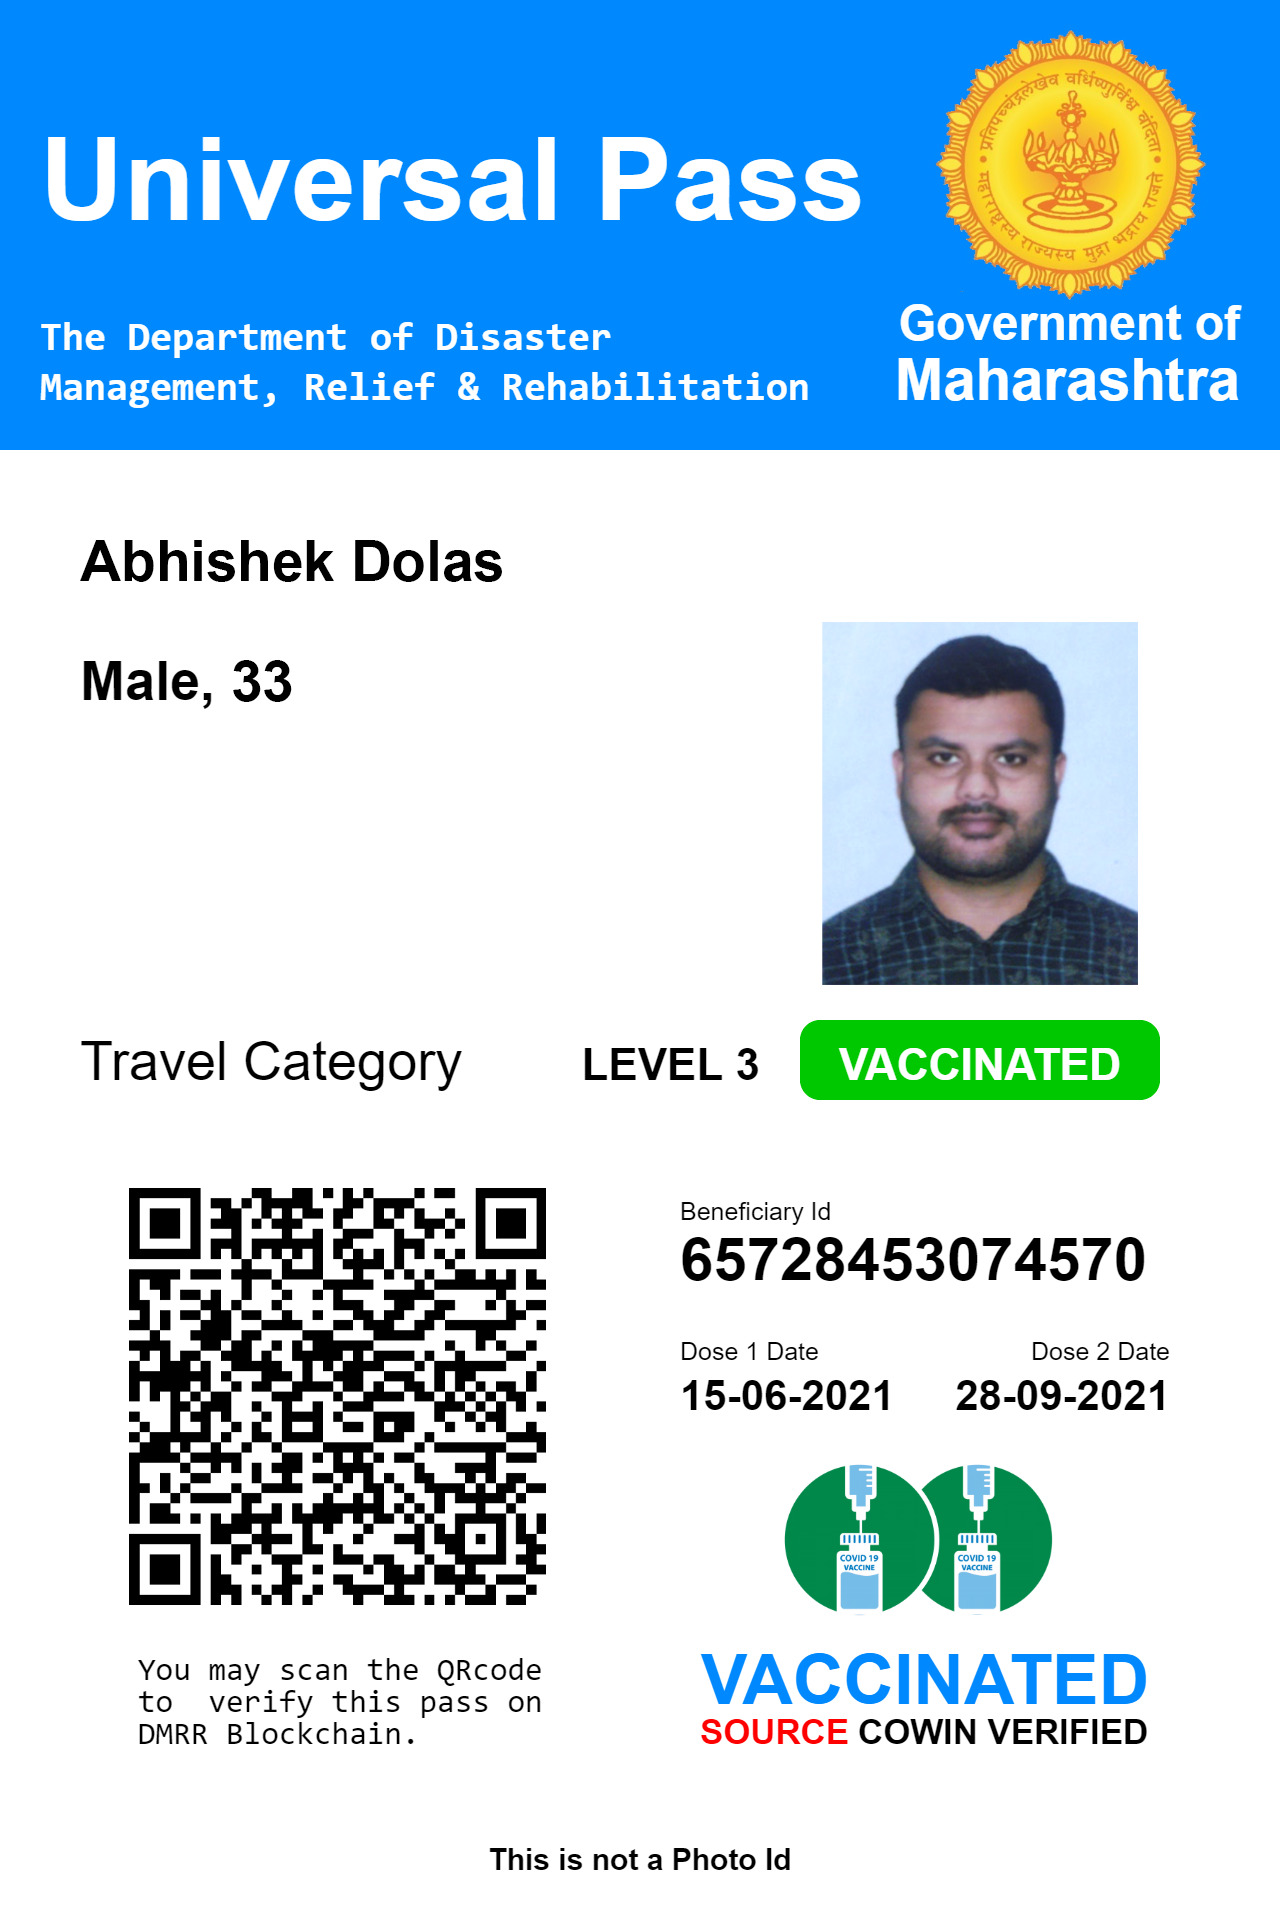 प्रतिपच्चंद्रलेखेव वर्धिष्णुर्विश्व वंदिता
महाराष्ट्रस्य राज्यस्य मुद्रा भद्राय राजते
Universal Pass
The Department of Disaster
Management, Relief & Rehabilitation
Government of
Maharashtra
Abhishek Dolas
Male, 33
Travel Category LEVEL 3 VACCINATED
Beneficiary Id
65728453074570
Dose 1 Date Dose 2 Date
15-06-2021 28-09-2021
COVID 19 COVID 19
VACCINE VACCINE
You may scan the QRcode
to  verify this pass on
DMRR Blockchain.
VACCINATED
SOURCE COWIN VERIFIED
This is not a Photo Id